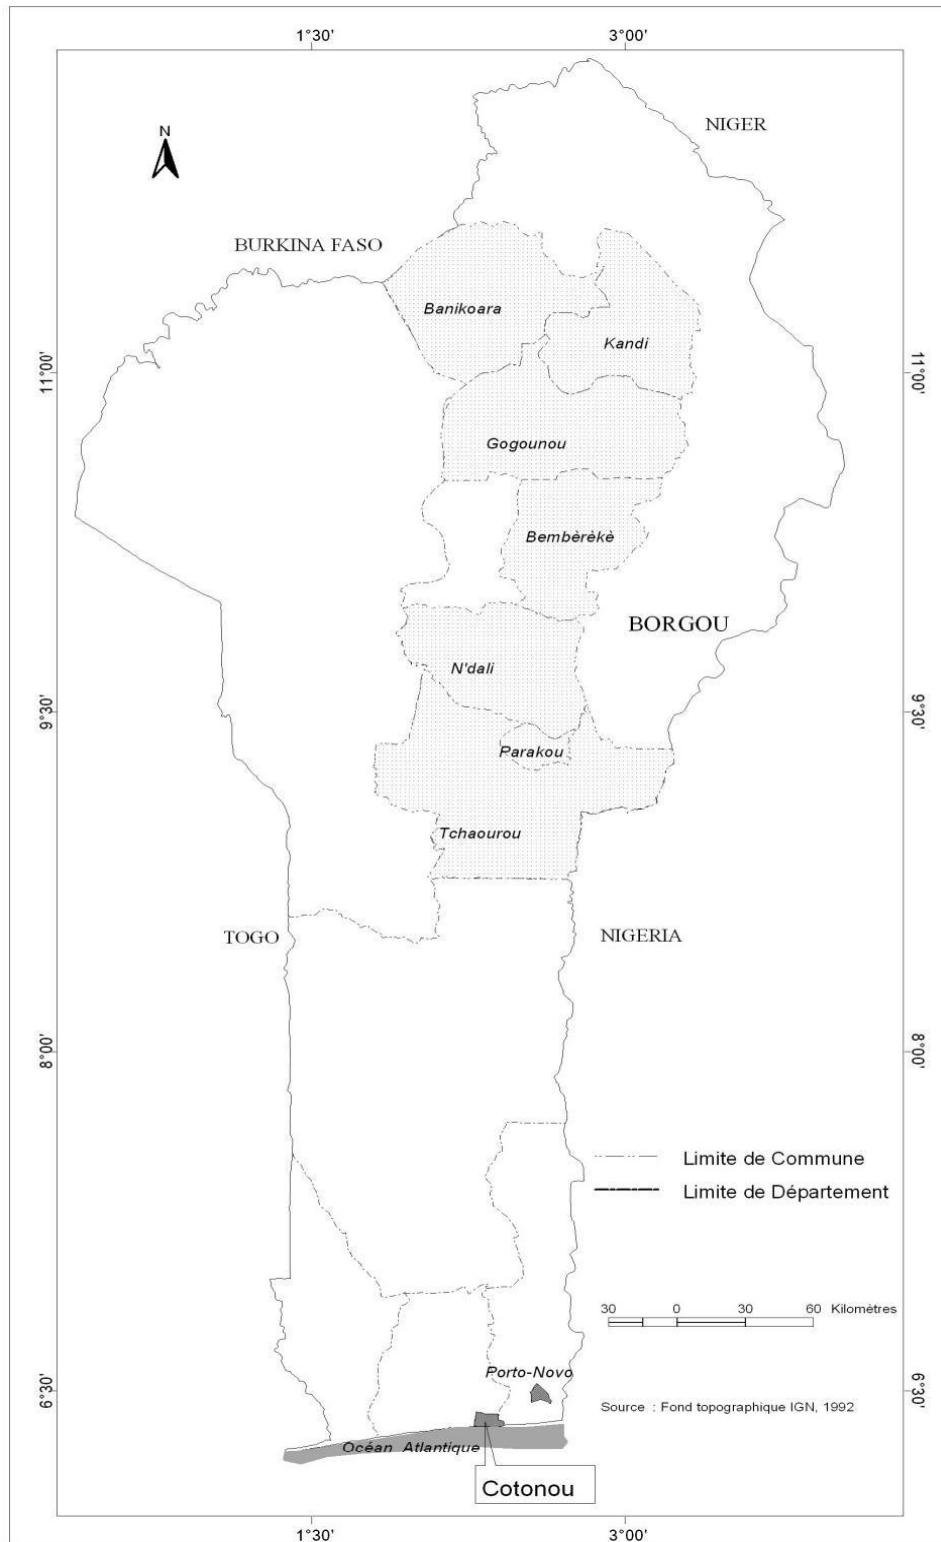 1°30' 3°00'
N
NIGER
BURKINA FASO
Banikoara
Kandi
11°00' 11°00'
Gogounou
Bembèrèkè
BORGOU
N'dali
9°30' 9°30'
Parakou
Tchaourou
TOGO
NIGERIA
8°00' 8°00'
Limite de Commune
Limite de Département
30 0 30 60 Kilomètres
Porto-Novo
6°30' 6°30'
Source : Fond topographique IGN, 1992
Océan Atlantique
Cotonou
1°30' 3°00'